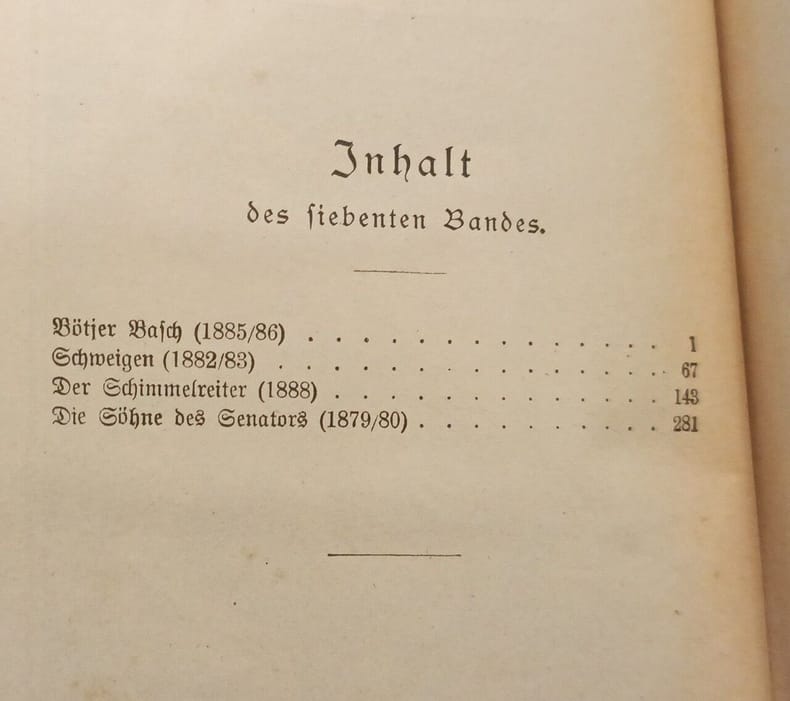 Inhalt
des ſiebenten Bandes.
Bötjer Baſch (1885/86) . . . . . . . . . . . . . 1
Schweigen (1882/83) . . . . . . . . . . . . . . 67
Der Schimmelreiter (1888) . . . . . . . . . . . . 143
Die Söhne des Senators (1879/80) . . . . . . . . . 281